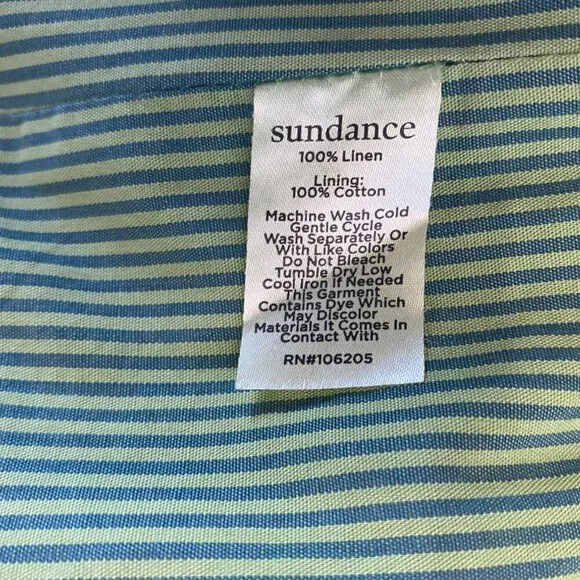 sundance
100% Linen
Lining:
100% Cotton
Machine Wash Cold
Gentle Cycle
Wash Separately Or
With Like Colors
Do Not Bleach
Tumble Dry Low
Cool Iron If Needed
This Garment
Contains Dye Which
May Discolor
Materials It Comes In
Contact With
RN#106205